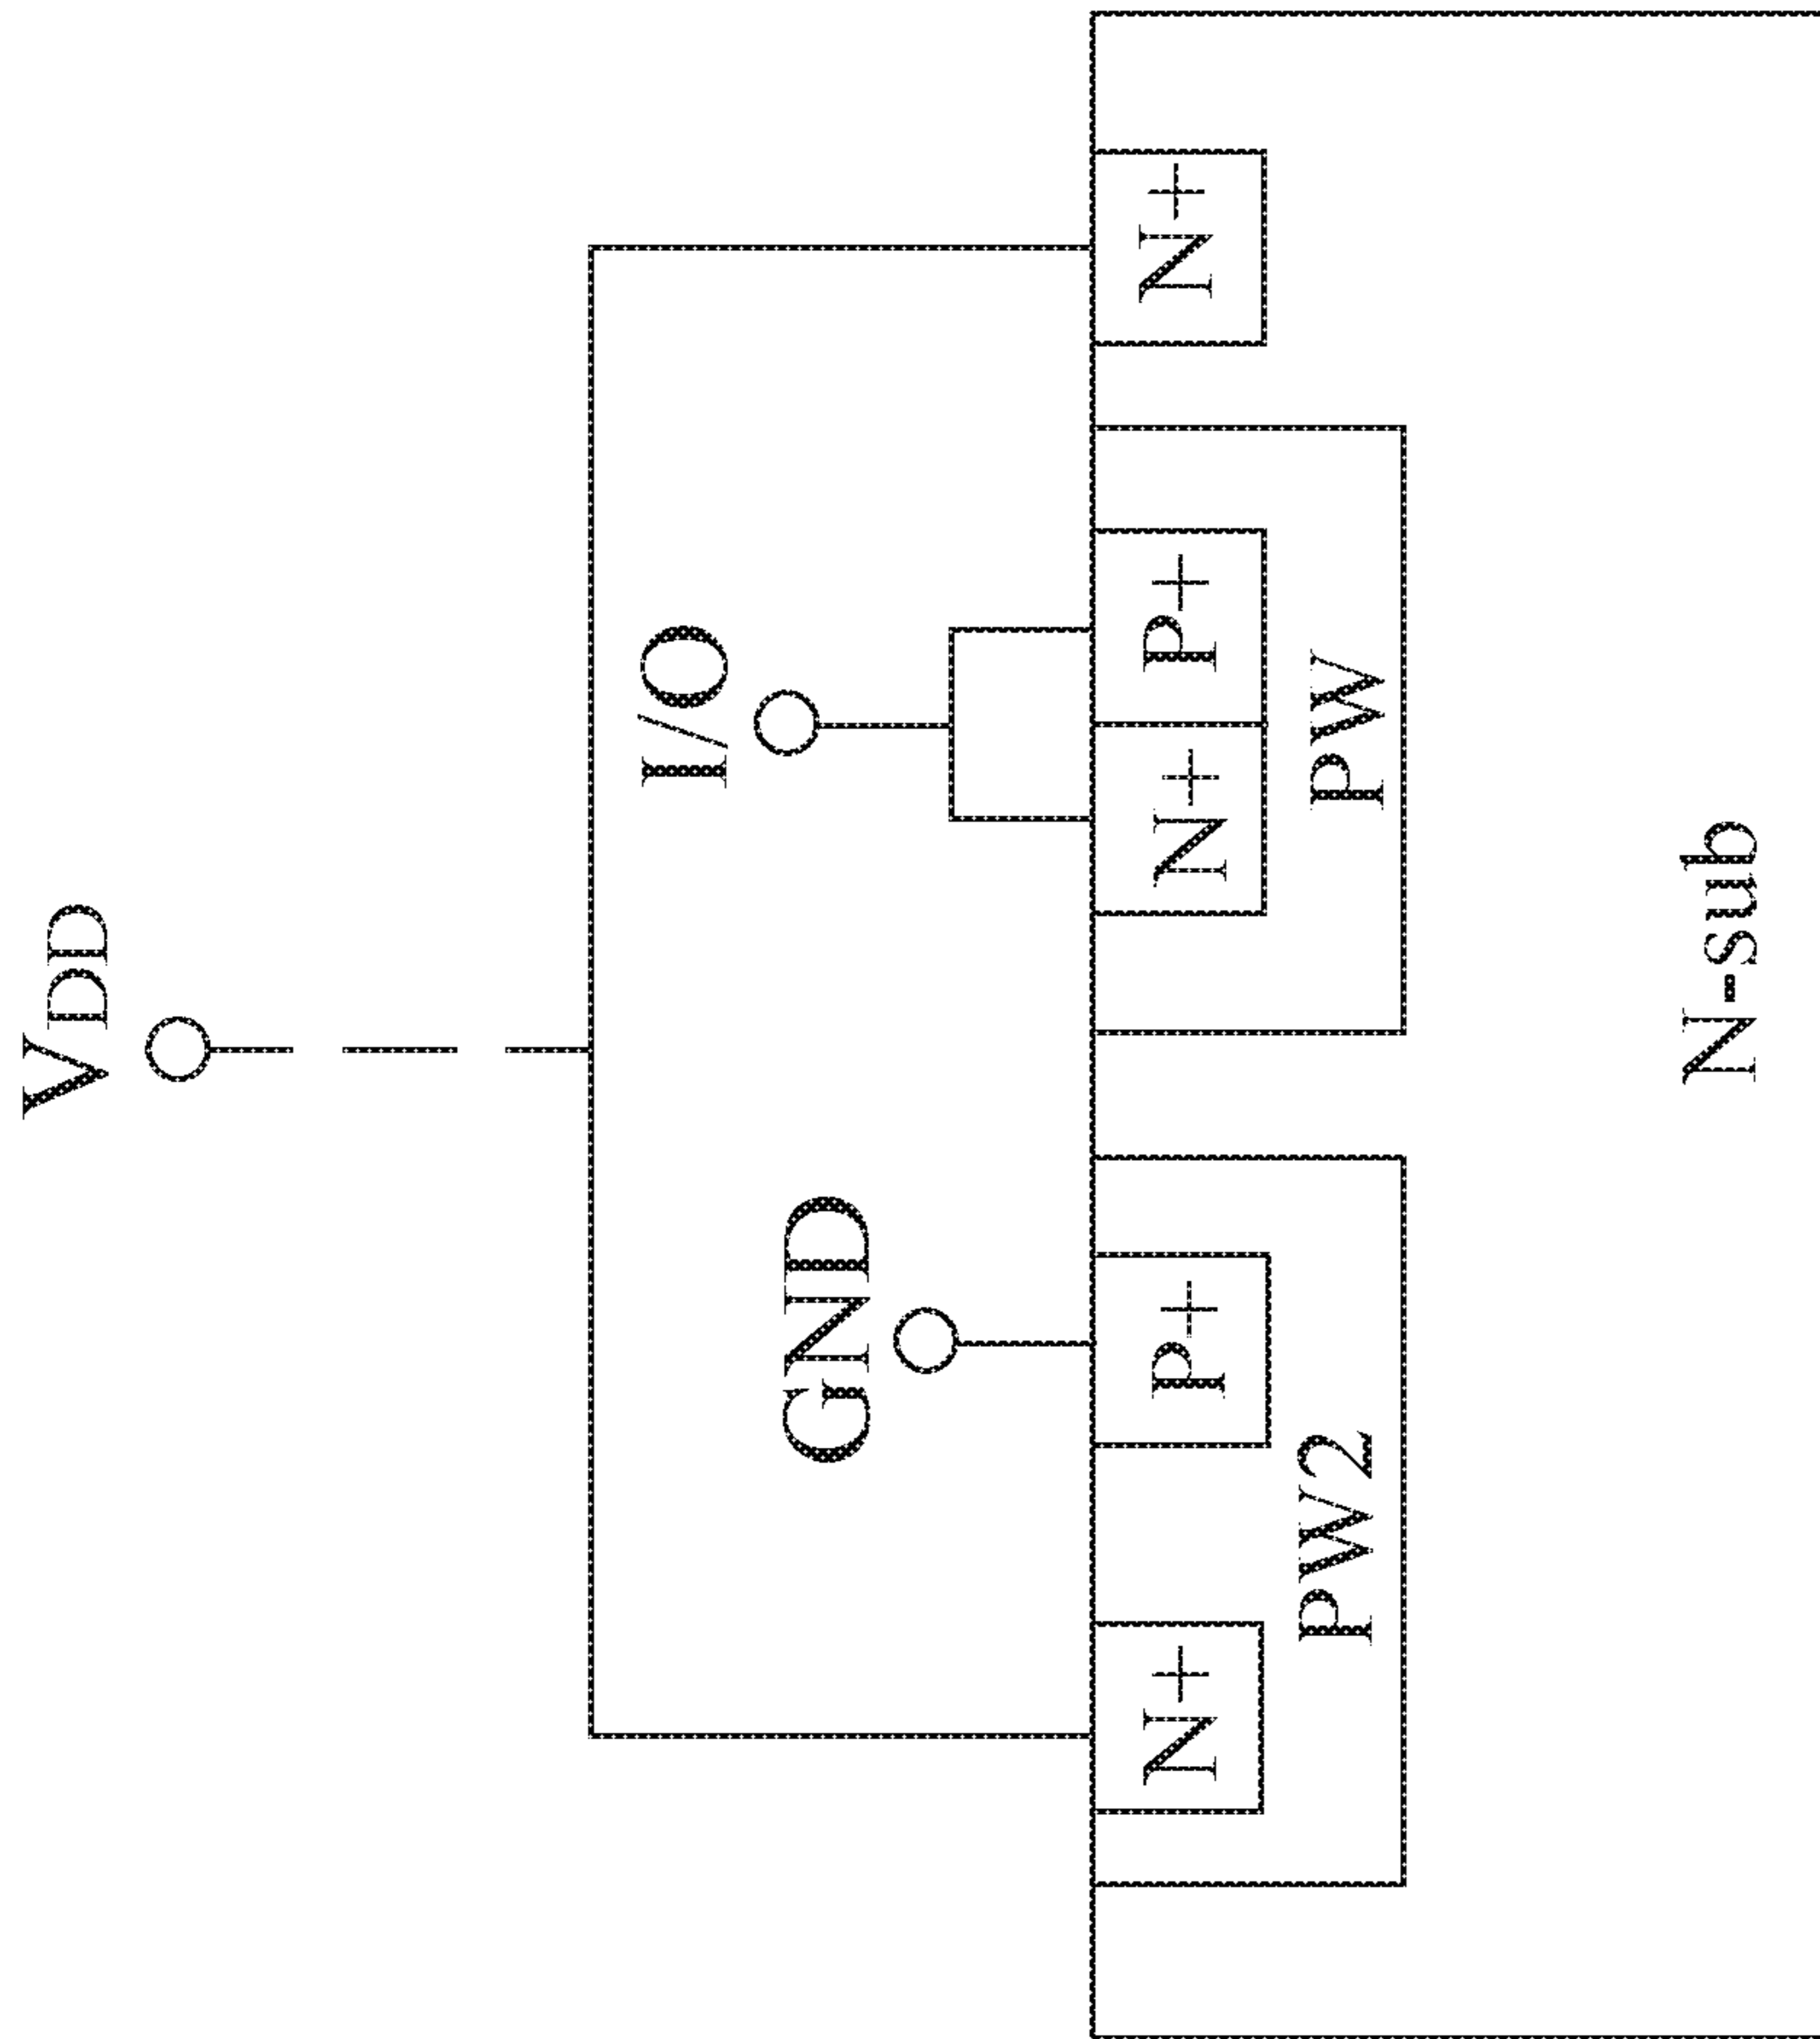 VDD
I/O
GND
N+
P+
N+
P+
N+
PW2
PW
N-sub